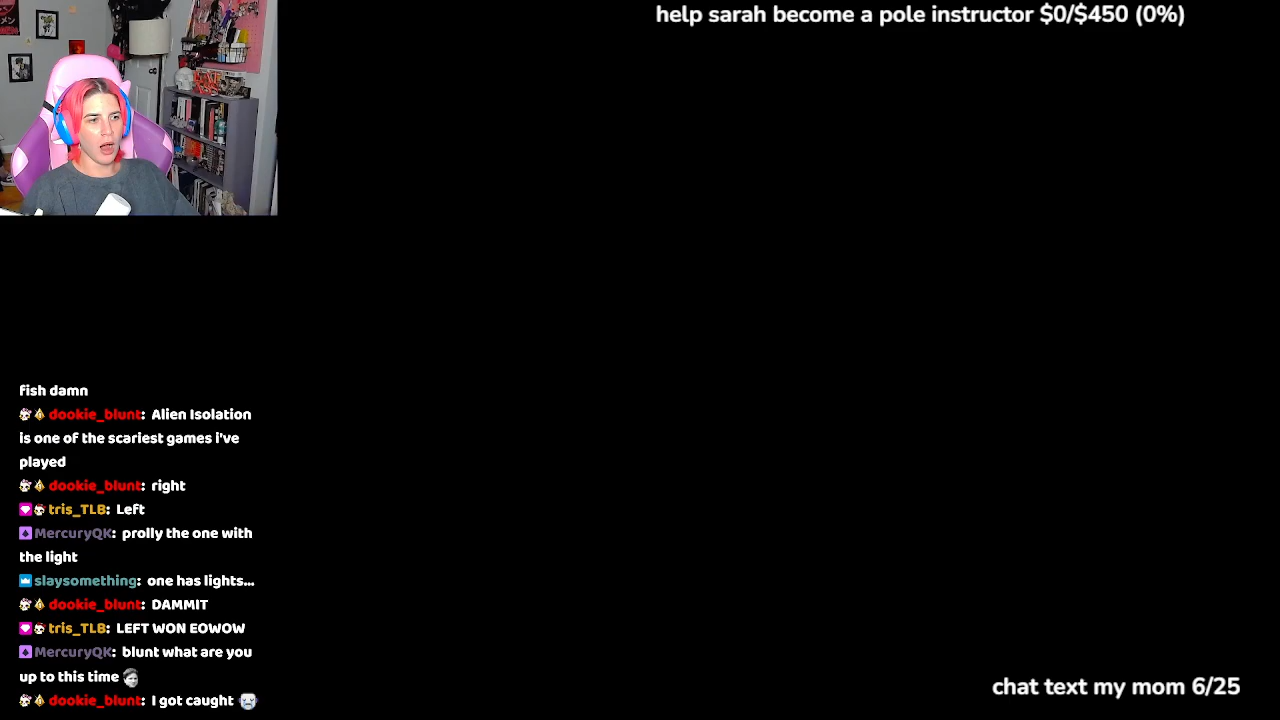 help sarah become a pole instructor $0/$450 (0%)
fish damn
dookie_blunt: Alien Isolation
is one of the scariest games i've
played
dookie_blunt: right
tris_TLB: Left
MercuryQK: prolly the one with
the light
slaysomething: one has lights...
dookie_blunt: DAMMIT
tris_TLB: LEFT WON EOWOW
MercuryQK: blunt what are you
up to this time
dookie_blunt: I got caught
chat text my mom 6/25